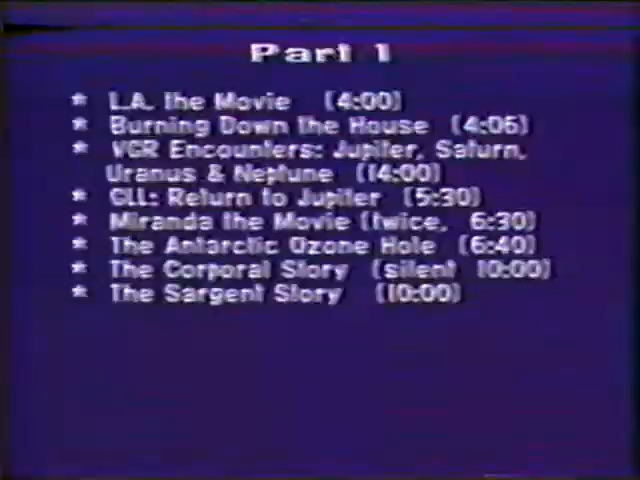 Part 1
* L.A. the Movie (4:00)
* Burning Down the House (4:06)
* VGR Encounters: Jupiter, Saturn,
Uranus & Neptune (14:00)
* GLL: Return to Jupiter (5:30)
* Miranda the Movie (twice, 6:30)
* The Antarctic Ozone Hole (6:40)
* The Corporal Story (silent 10:00)
* The Sargent Story (10:00)